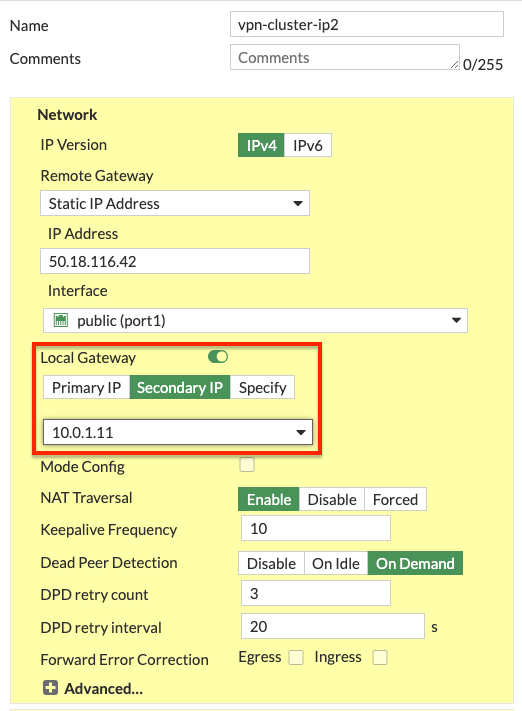 Name vpn-cluster-ip2
Comments Comments 0/255
Network
IP Version IPv4 IPv6
Remote Gateway
Static IP Address
IP Address
50.18.116.42
Interface
public (port1)
Local Gateway
Primary IP Secondary IP Specify
10.0.1.11
Mode Config
NAT Traversal Enable Disable Forced
Keepalive Frequency 10
Dead Peer Detection Disable On Idle On Demand
DPD retry count 3
DPD retry interval 20 s
Forward Error Correction Egress Ingress
Advanced...